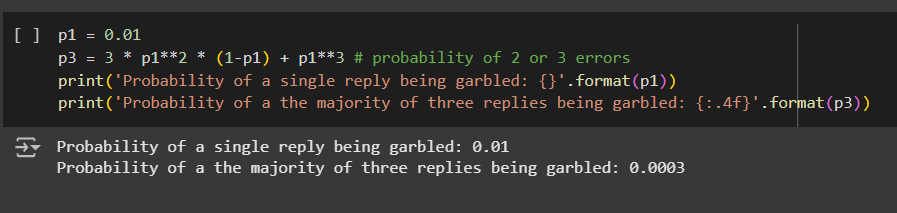 [ ] p1 = 0.01
p3 = 3 * p1**2 * (1-p1) + p1**3 # probability of 2 or 3 errors
print('Probability of a single reply being garbled: {}'.format(p1))
print('Probability of a the majority of three replies being garbled: {:.4f}'.format(p3))
Probability of a single reply being garbled: 0.01
Probability of a the majority of three replies being garbled: 0.0003